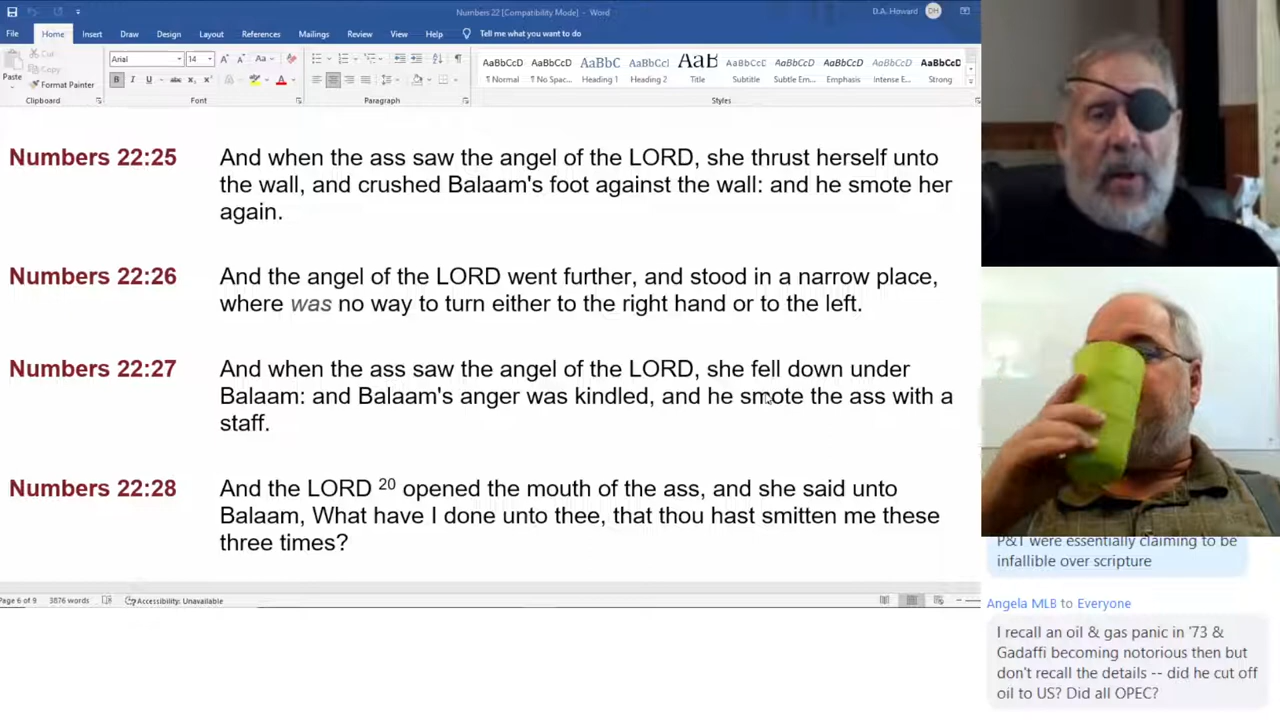 Numbers 22 [Compatibility Mode] - Word
D.A. Howard
DH
File Home Insert Draw Design Layout References Mailings Review View Help Tell me what you want to do
Paste
Cut
Copy
Format Painter
Clipboard
Arial
14
B I U
Font
Paragraph
AaBbCcD AaBbCcD AaBbC AaBbCcD AaB AaBbCcD AaBbCcD AaBbCcD AaBbCcD AaBbCcD
¶ Normal ¶ No Spac... Heading 1 Heading 2 Title Subtitle Subtle Em... Emphasis Intense E... Strong
Styles
Numbers 22:25 And when the ass saw the angel of the LORD, she thrust herself unto
the wall, and crushed Balaam's foot against the wall: and he smote her
again.
Numbers 22:26 And the angel of the LORD went further, and stood in a narrow place,
where was no way to turn either to the right hand or to the left.
Numbers 22:27 And when the ass saw the angel of the LORD, she fell down under
Balaam: and Balaam's anger was kindled, and he smote the ass with a
staff.
Numbers 22:28 And the LORD 20 opened the mouth of the ass, and she said unto
Balaam, What have I done unto thee, that thou hast smitten me these
three times?
Page 6 of 9 3876 words Accessibility: Unavailable
P&T were essentially claiming to be
infallible over scripture
Angela MLB to Everyone
I recall an oil & gas panic in '73 &
Gadaffi becoming notorious then but
don't recall the details -- did he cut off
oil to US? Did all OPEC?